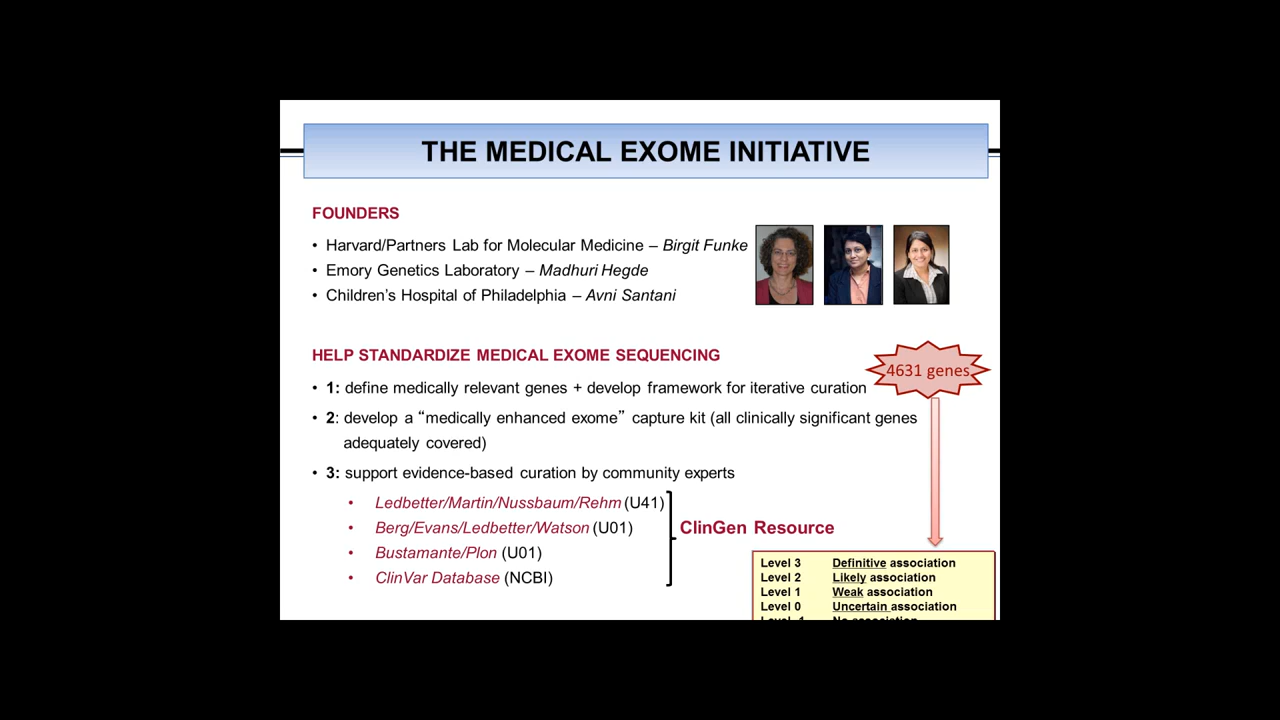 THE MEDICAL EXOME INITIATIVE
FOUNDERS
• Harvard/Partners Lab for Molecular Medicine – Birgit Funke
• Emory Genetics Laboratory – Madhuri Hegde
• Children’s Hospital of Philadelphia – Avni Santani
HELP STANDARDIZE MEDICAL EXOME SEQUENCING
4631 genes
• 1: define medically relevant genes + develop framework for iterative curation
• 2: develop a “medically enhanced exome” capture kit (all clinically significant genes
adequately covered)
• 3: support evidence-based curation by community experts
• Ledbetter/Martin/Nussbaum/Rehm (U41)
• Berg/Evans/Ledbetter/Watson (U01)
• Bustamante/Plon (U01)
• ClinVar Database (NCBI)
ClinGen Resource
Level 3 Definitive association
Level 2 Likely association
Level 1 Weak association
Level 0 Uncertain association
Level -1 No association